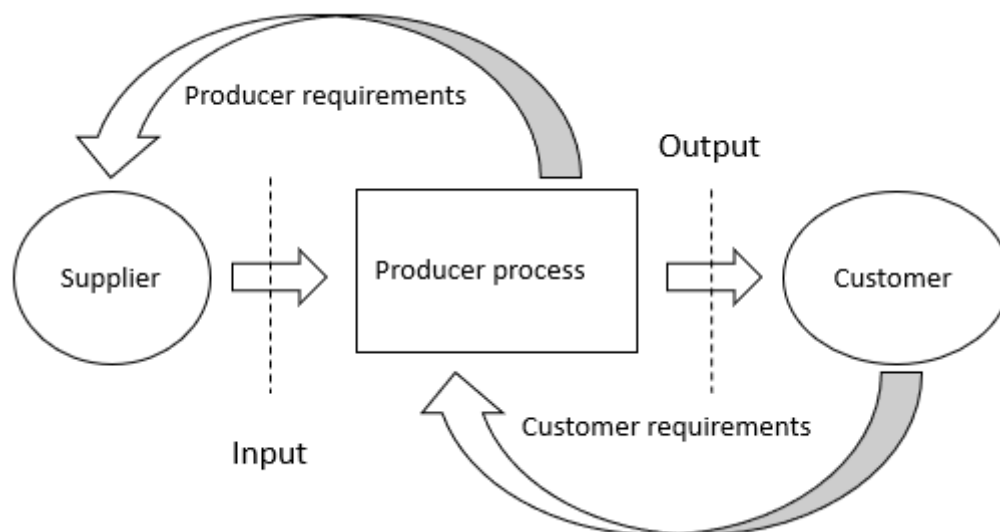 Producer requirements
Output
Supplier
Producer process
Customer
Customer requirements
Input